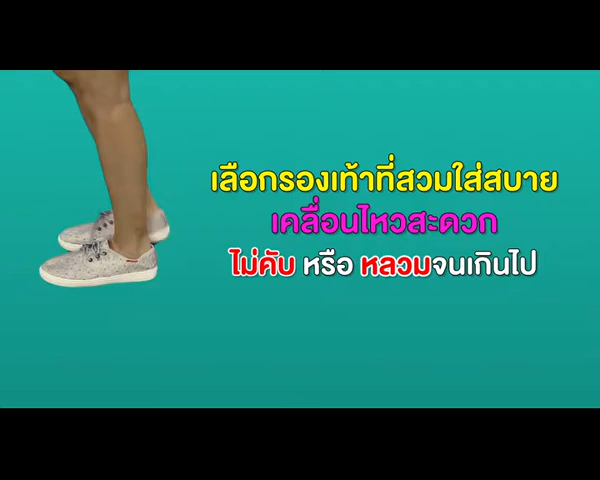 เลือกรองเท้าที่สวมใส่สบาย
เคลื่อนไหวสะดวก
ไม่คับ หรือ หลวมจนเกินไป